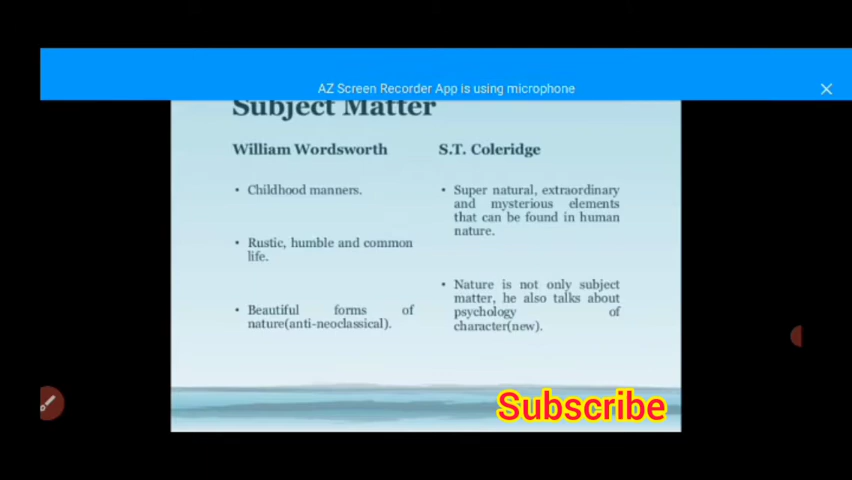 AZ Screen Recorder App is using microphone
Subject Matter
William Wordsworth
• Childhood manners.
• Rustic, humble and common
life.
• Beautiful forms of
nature(anti-neoclassical).
S.T. Coleridge
• Super natural, extraordinary
and mysterious elements
that can be found in human
nature.
• Nature is not only subject
matter, he also talks about
psychology of
character(new).
Subscribe